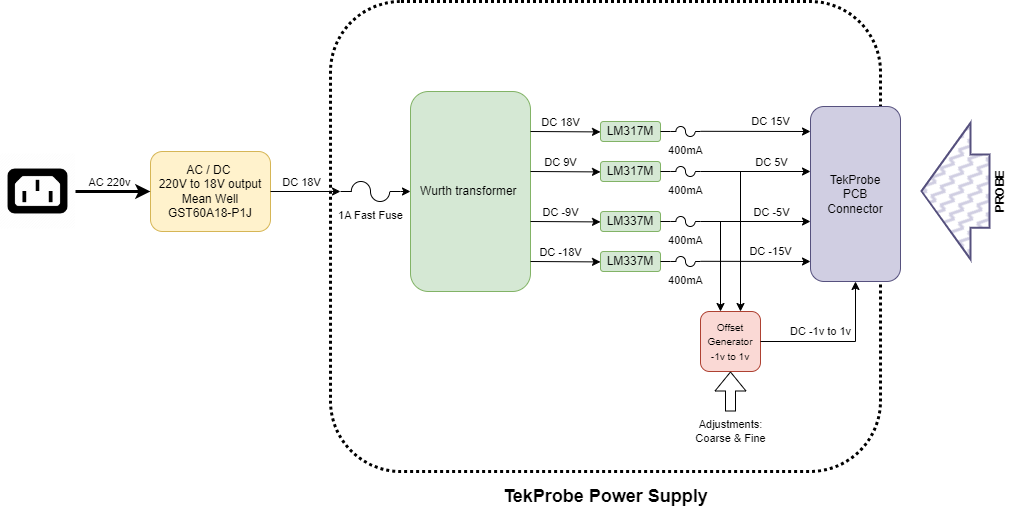 AC 220v
AC / DC
220V to 18V output
Mean Well
GST60A18-P1J
DC 18V
1A Fast Fuse
Wurth transformer
DC 18V
LM317M
400mA
DC 15V
DC 9V
LM317M
400mA
DC 5V
DC -9V
LM337M
400mA
DC -5V
DC -18V
LM337M
400mA
DC -15V
TekProbe
PCB
Connector
PROBE
Offset
Generator
-1v to 1v
DC -1v to 1v
Adjustments:
Coarse & Fine
TekProbe Power Supply